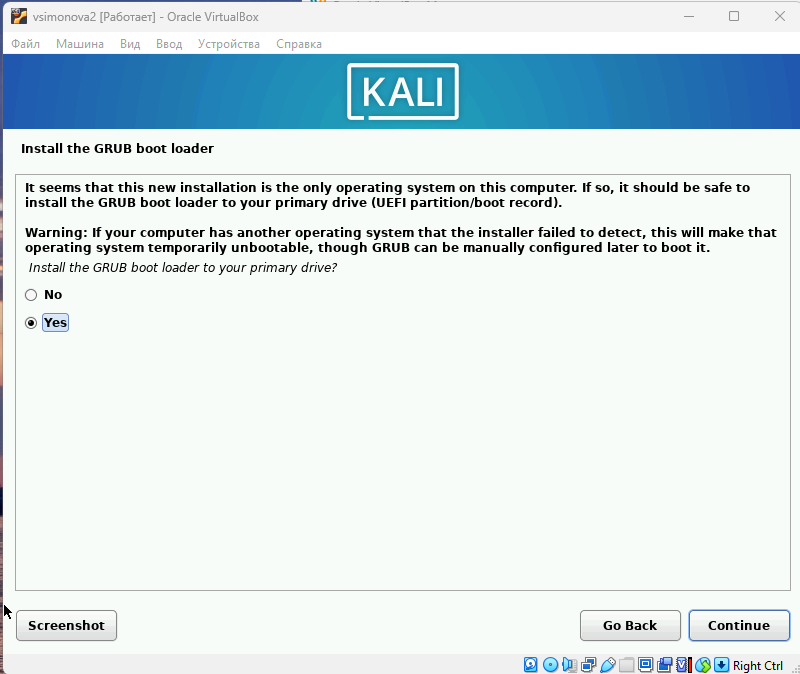 vsimonova2 [Работает] - Oracle VirtualBox
Файл Машина Вид Ввод Устройства Справка
KALI
Install the GRUB boot loader
It seems that this new installation is the only operating system on this computer. If so, it should be safe to
install the GRUB boot loader to your primary drive (UEFI partition/boot record).
Warning: If your computer has another operating system that the installer failed to detect, this will make that
operating system temporarily unbootable, though GRUB can be manually configured later to boot it.
Install the GRUB boot loader to your primary drive?
No
Yes
Screenshot Go Back Continue
Right Ctrl